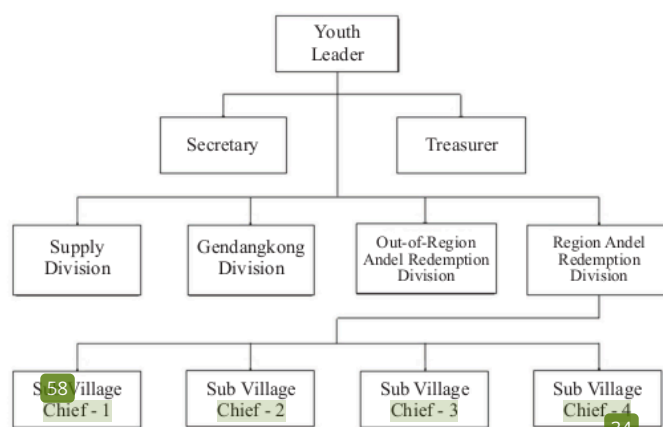 Youth
Leader
Secretary
Treasurer
Supply
Division
Gendangkong
Division
Out-of-Region
Andel Redemption
Division
Region Andel
Redemption
Division
58
Village
Chief - 1
Sub Village
Chief - 2
Sub Village
Chief - 3
Sub Village
Chief - 4